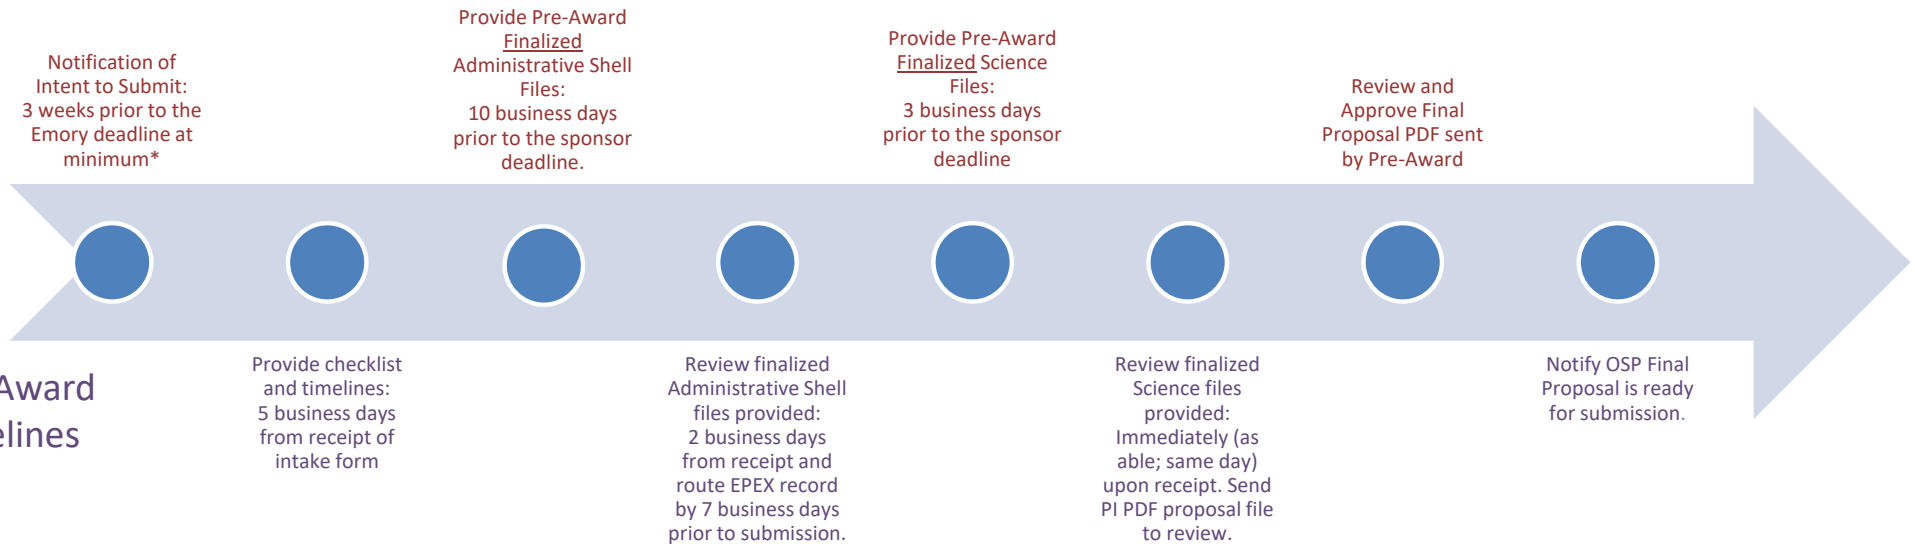 Notification of
Intent to Submit:
3 weeks prior to the
Emory deadline at
minimum*
Provide Pre-Award
Finalized
Administrative Shell
Files:
10 business days
prior to the sponsor
deadline.
Provide Pre-Award
Finalized Science
Files:
3 business days
prior to the sponsor
deadline
Review and
Approve Final
Proposal PDF sent
by Pre-Award
Award
elines
Provide checklist
and timelines:
5 business days
from receipt of
intake form
Review finalized
Administrative Shell
files provided:
2 business days
from receipt and
route EPEX record
by 7 business days
prior to submission.
Review finalized
Science files
provided:
Immediately (as
able; same day)
upon receipt. Send
PI PDF proposal file
to review.
Notify OSP Final
Proposal is ready
for submission.